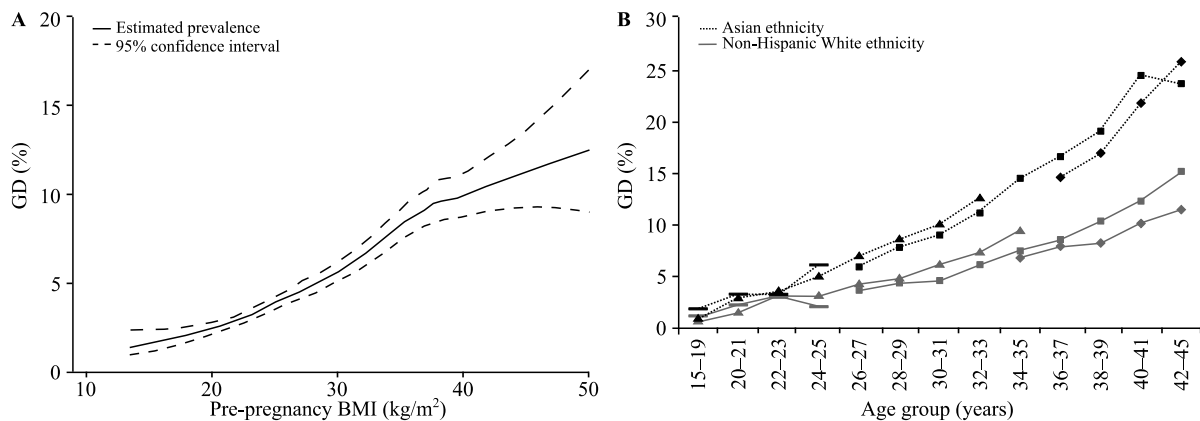 A
20
15
10
5
0
GD (%)
Estimated prevalence
95% confidence interval
10 20 30 40 50
Pre-pregnancy BMI (kg/m²)
B
30
25
20
15
10
5
0
GD (%)
Asian ethnicity
Non-Hispanic White ethnicity
15–19
20–21
22–23
24–25
26–27
28–29
30–31
32–33
34–35
36–37
38–39
40–41
42–45
Age group (years)